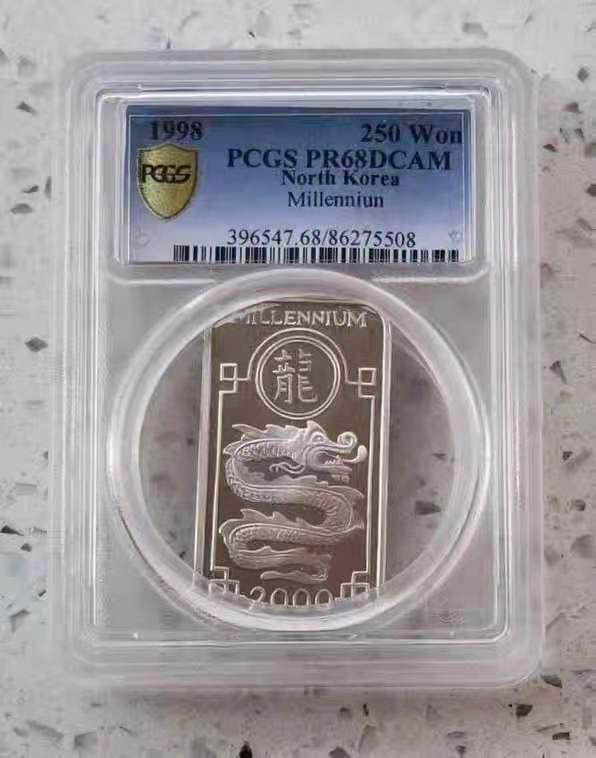 1998 250 Won
PCGS PCGS PR68DCAM
North Korea
Millenniun
396547.68/86275508
MILLENNIUM
龍
2000